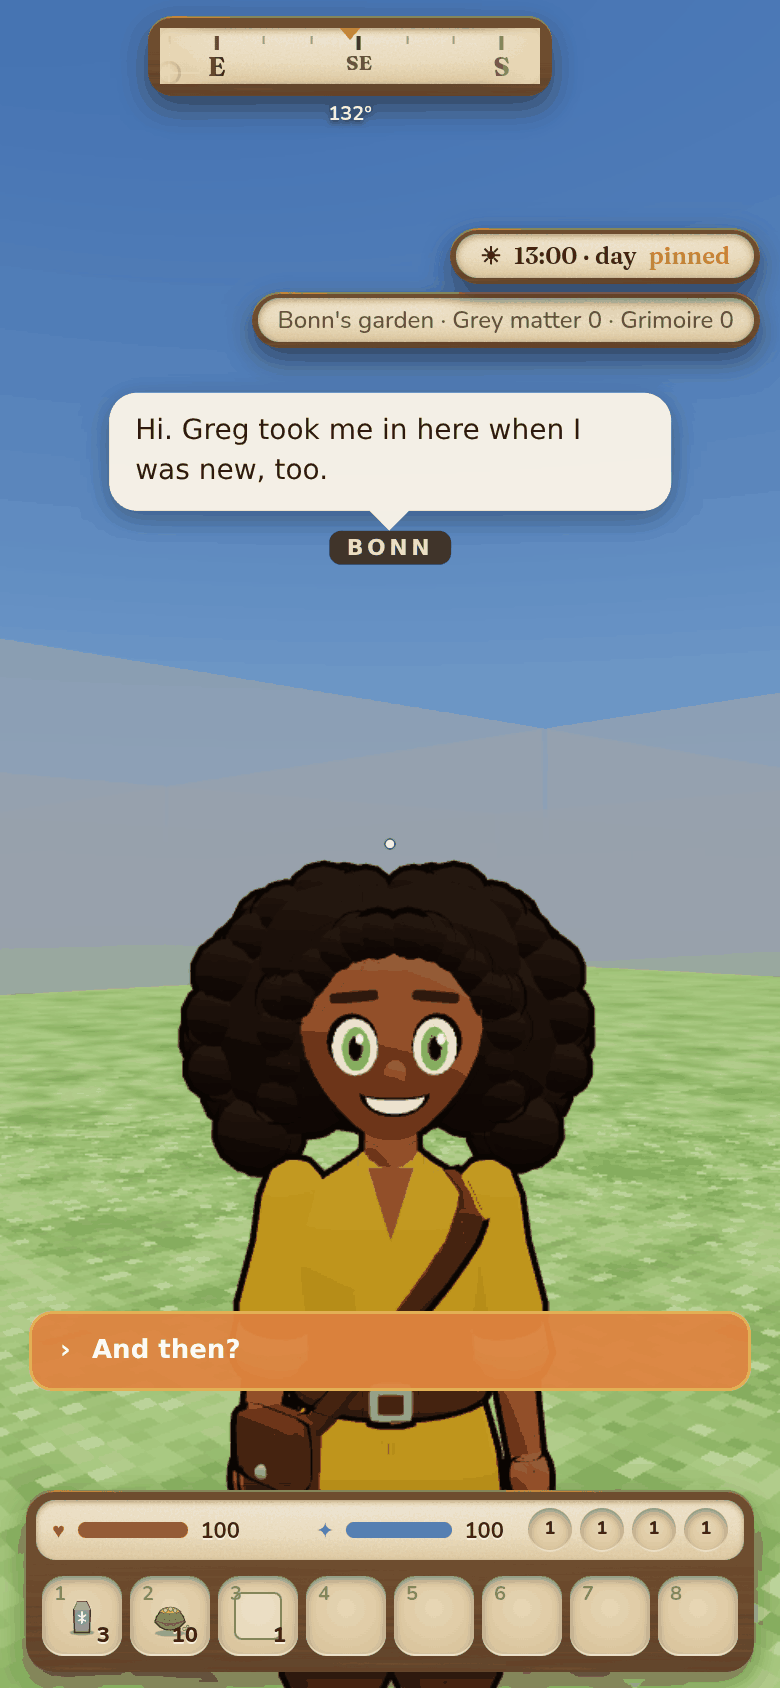 E SE S
132°
13:00 · day pinned
Bonn's garden · Grey matter 0 · Grimoire 0
Hi. Greg took me in here when I
was new, too.
BONN
› And then?
100 100 1 1 1 1
1 2 3 4 5 6 7 8
3 10 1